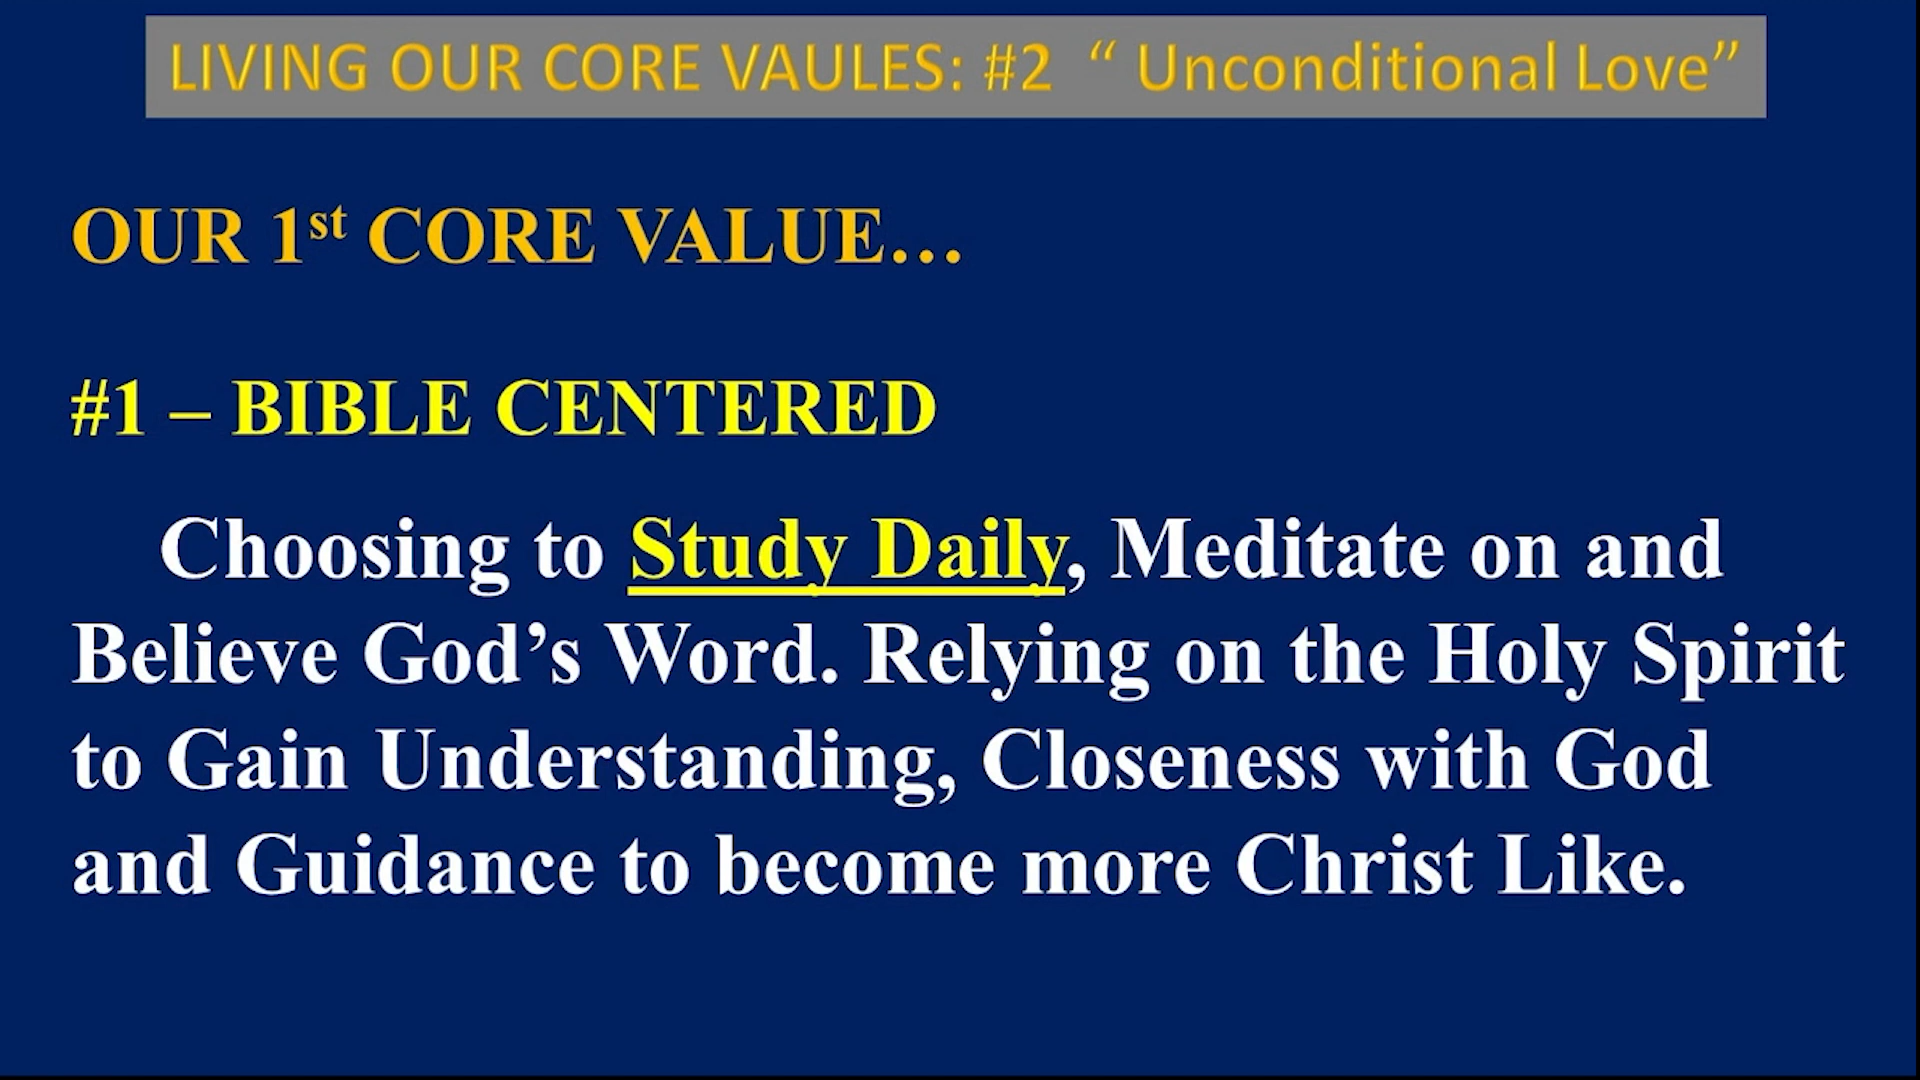 LIVING OUR CORE VAULES: #2 “ Unconditional Love”
OUR 1st CORE VALUE…
#1 – BIBLE CENTERED
Choosing to Study Daily, Meditate on and
Believe God’s Word. Relying on the Holy Spirit
to Gain Understanding, Closeness with God
and Guidance to become more Christ Like.